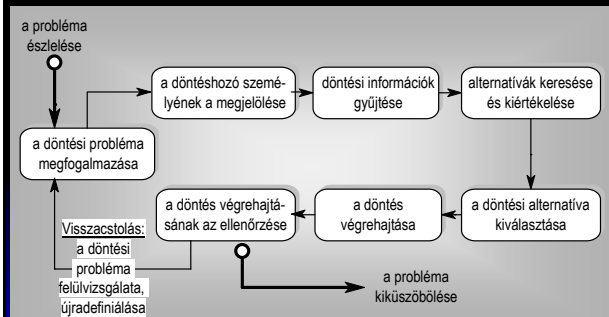 a probléma
észlelése
a döntési probléma
megfogalmazása
a döntéshozó szemé-
lyének a megjelölése
döntési információk
gyűjtése
alternatívák keresése
és kiértékelése
a döntési alternatíva
kiválasztása
a döntés
végrehajtása
a döntés végrehajtá-
sának az ellenőrzése
Visszacstolás:
a döntési
probléma
felülvizsgálata,
újradefiniálása
a probléma
kiküszöbölése